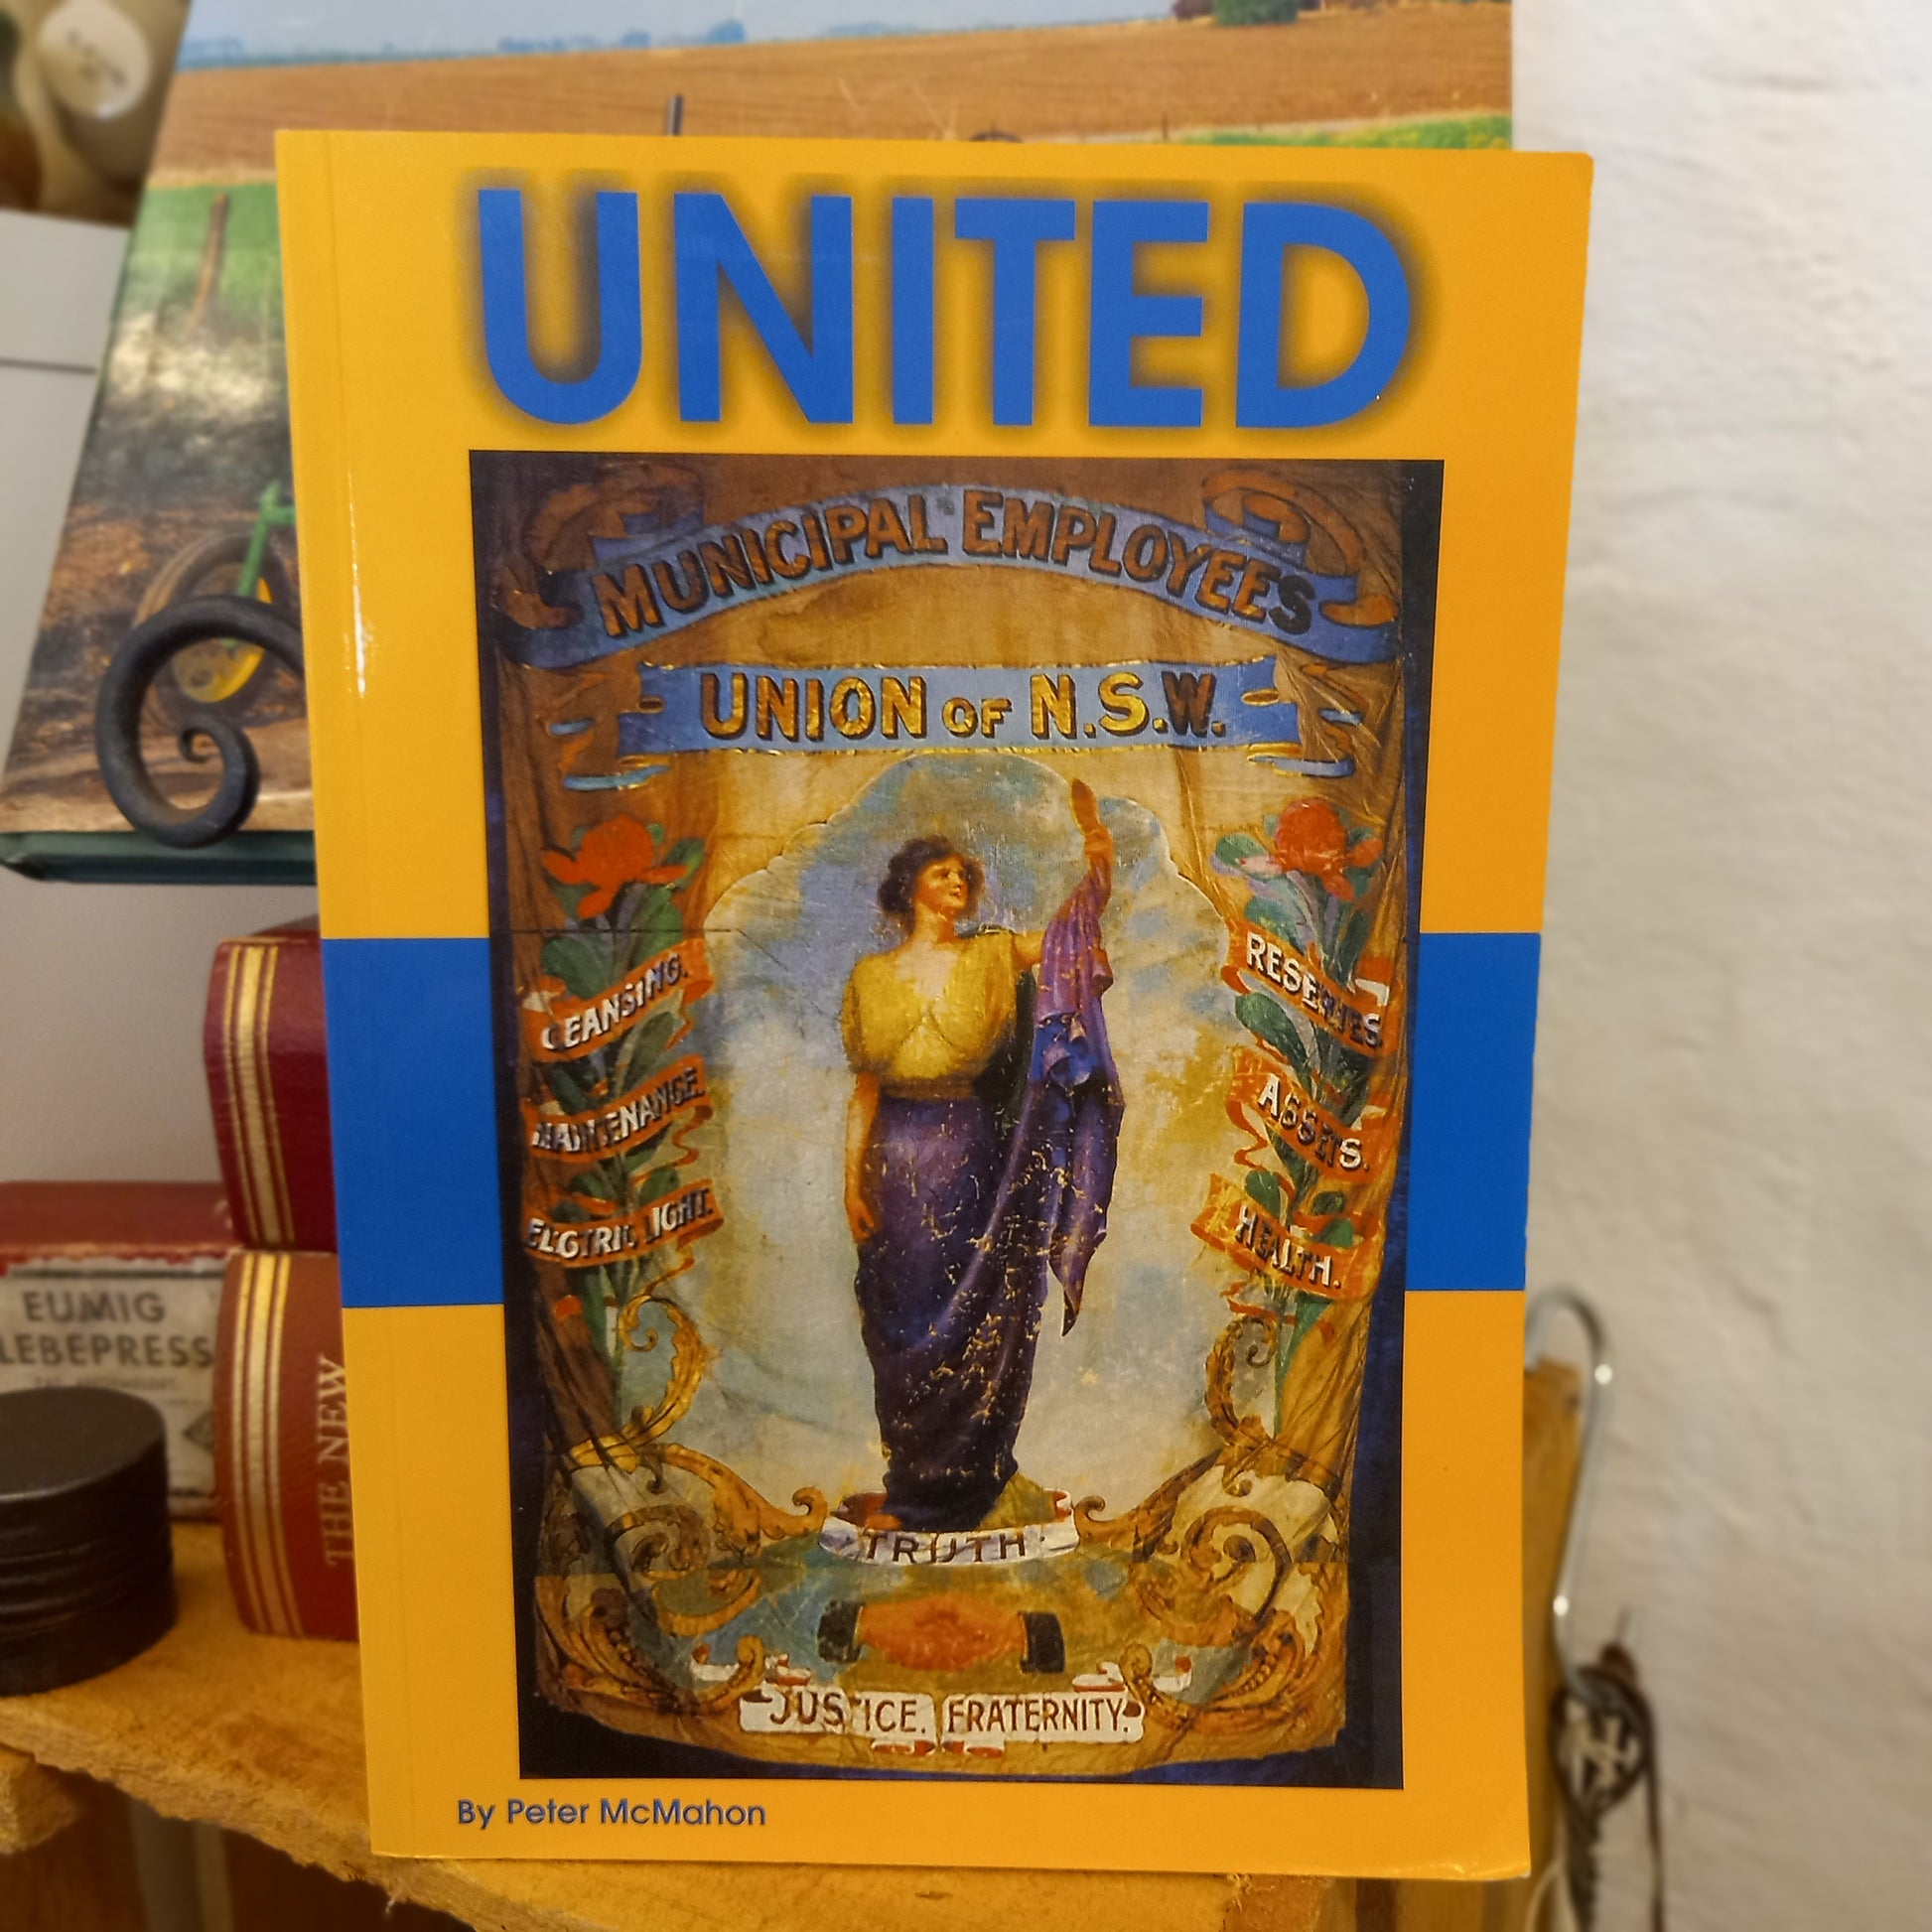 UNITED
MUNICIPAL EMPLOYEES
UNION OF N.S.W.
CLEANSING.
MAINTENANCE.
ELECTRIC LIGHT.
RESERVES.
ASSETS.
HEALTH.
TRUTH
JUSTICE. FRATERNITY.
By Peter McMahon
EUMIG
LEBEPRESS
THE NEW